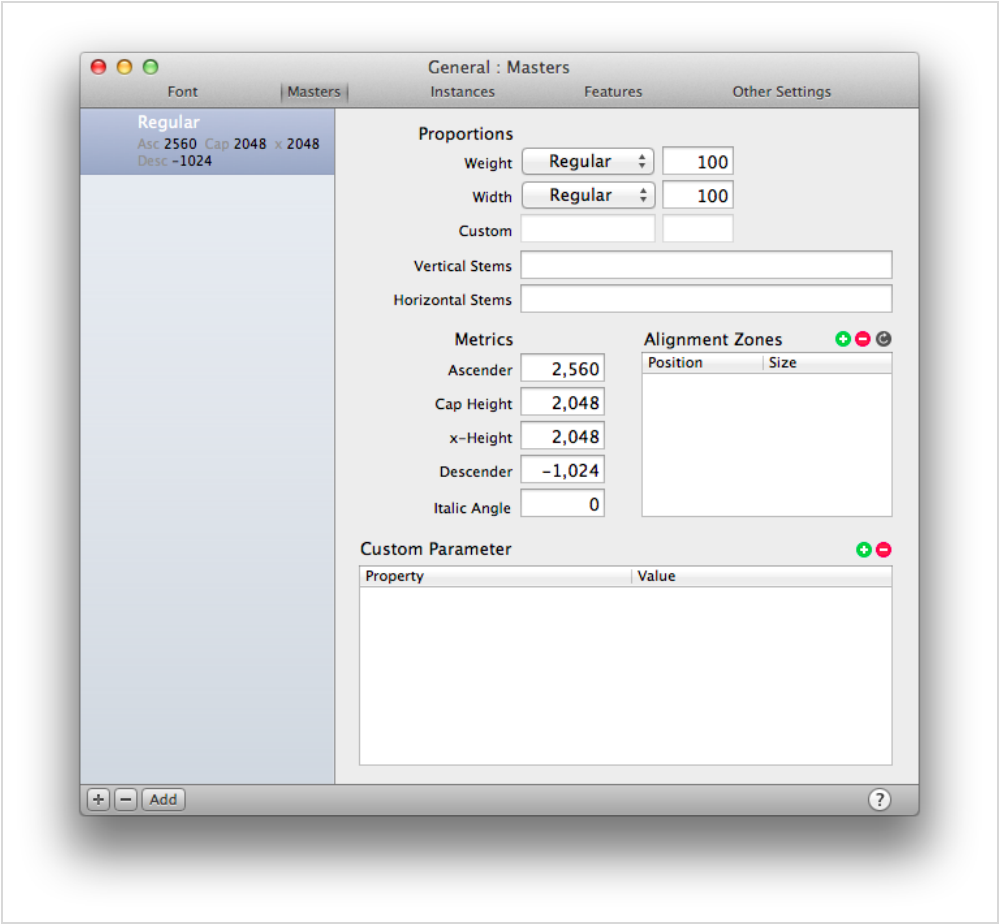 General : Masters
Font Masters Instances Features Other Settings
Regular
Asc 2560 Cap 2048 x 2048
Desc −1024
Proportions
Weight Regular 100
Width Regular 100
Custom
Vertical Stems
Horizontal Stems
Metrics
Ascender 2,560
Cap Height 2,048
x-Height 2,048
Descender −1,024
Italic Angle 0
Alignment Zones
Position Size
Custom Parameter
Property Value
+ − Add ?